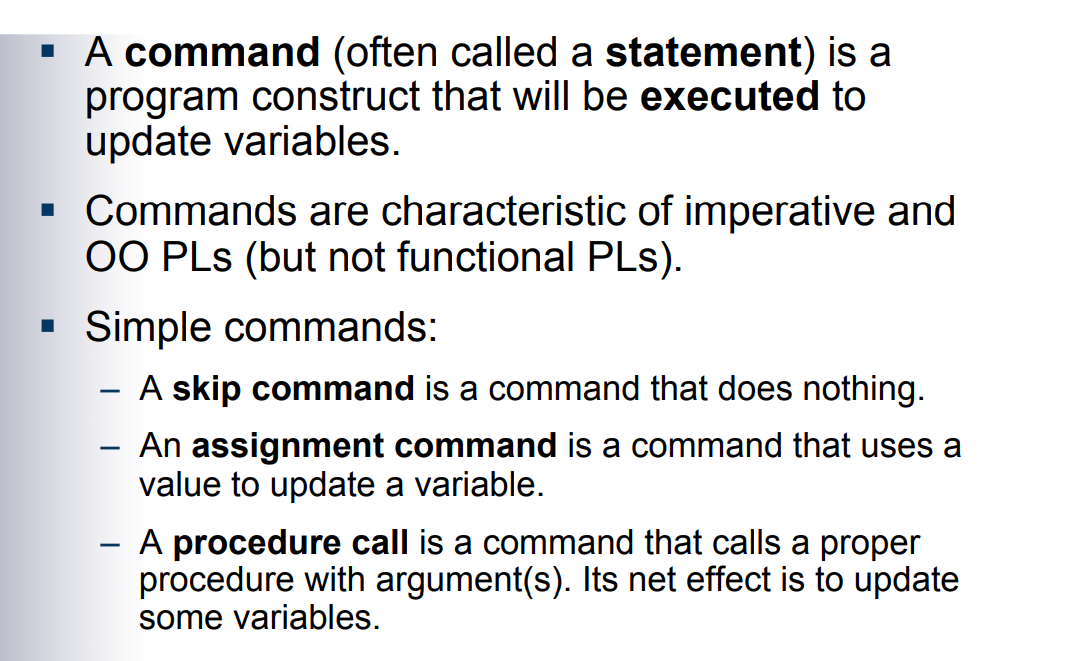 ▪ A command (often called a statement) is a
program construct that will be executed to
update variables.
▪ Commands are characteristic of imperative and
OO PLs (but not functional PLs).
▪ Simple commands:
– A skip command is a command that does nothing.
– An assignment command is a command that uses a
value to update a variable.
– A procedure call is a command that calls a proper
procedure with argument(s). Its net effect is to update
some variables.